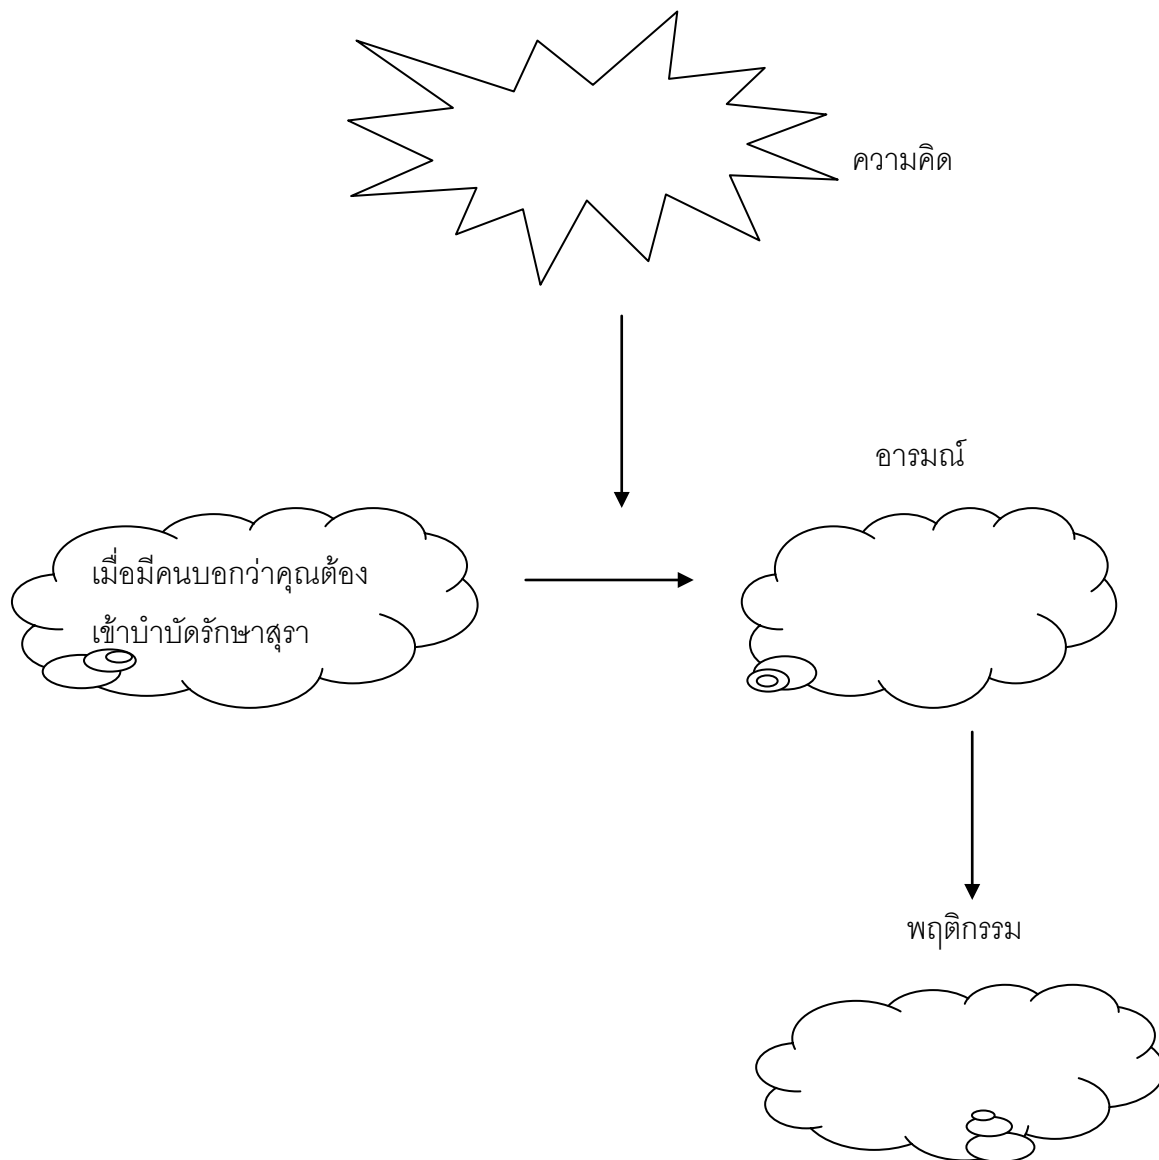 ความคิด
อารมณ์
เมื่อมีคนบอกว่าคุณต้อง
เข้าบำบัดรักษาสุรา
พฤติกรรม